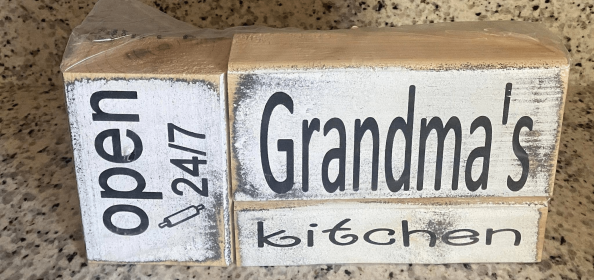 open
24/7
Grandma's
kitchen